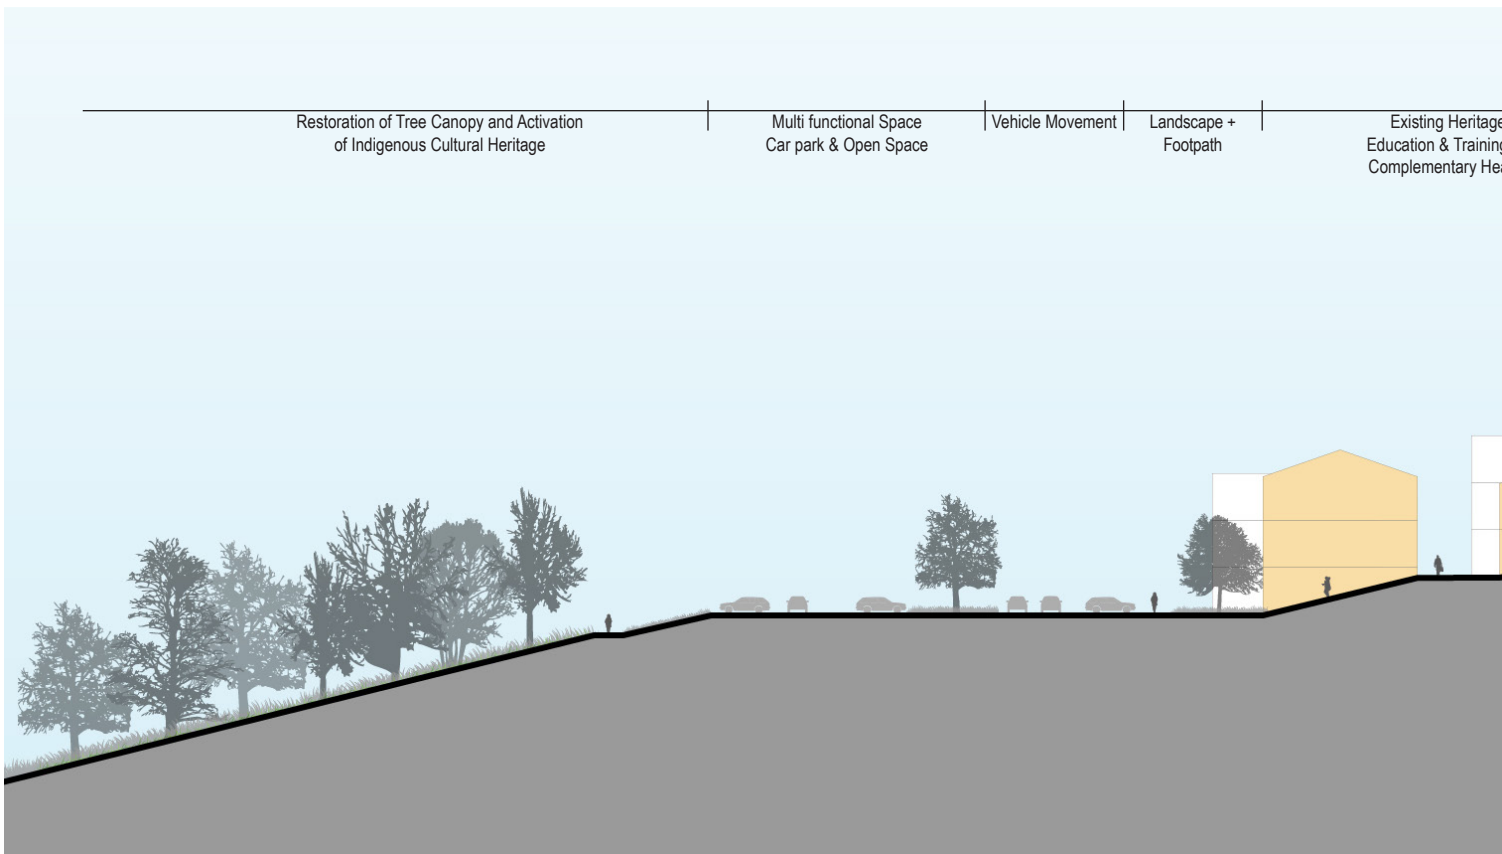 Restoration of Tree Canopy and Activation
of Indigenous Cultural Heritage
Multi functional Space
Car park & Open Space
Vehicle Movement
Landscape +
Footpath
Existing Heritage
Education & Training
Complementary